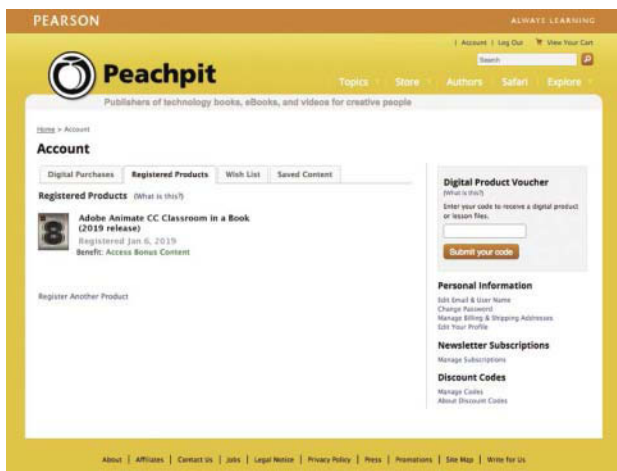 PEARSON
ALWAYS LEARNING
| Account | Log Out View Your Cart
Search
Peachpit
Topics Store Authors Safari Explore
Publishers of technology books, eBooks, and videos for creative people
Home > Account
Account
Digital Purchases Registered Products Wish List Saved Content
Registered Products (What is this?)
Adobe Animate CC Classroom in a Book
(2019 release)
Registered Jan 6, 2019
Benefit: Access Bonus Content
Register Another Product
Digital Product Voucher
(What is this?)
Enter your code to receive a digital product
or lesson files.
Submit your code
Personal Information
Edit Email & User Name
Change Password
Manage Billing & Shipping Addresses
Edit Your Profile
Newsletter Subscriptions
Manage Subscriptions
Discount Codes
Manage Codes
About Discount Codes
About | Affiliates | Contact Us | Jobs | Legal Notice | Privacy Policy | Press | Promotions | Site Map | Write for Us